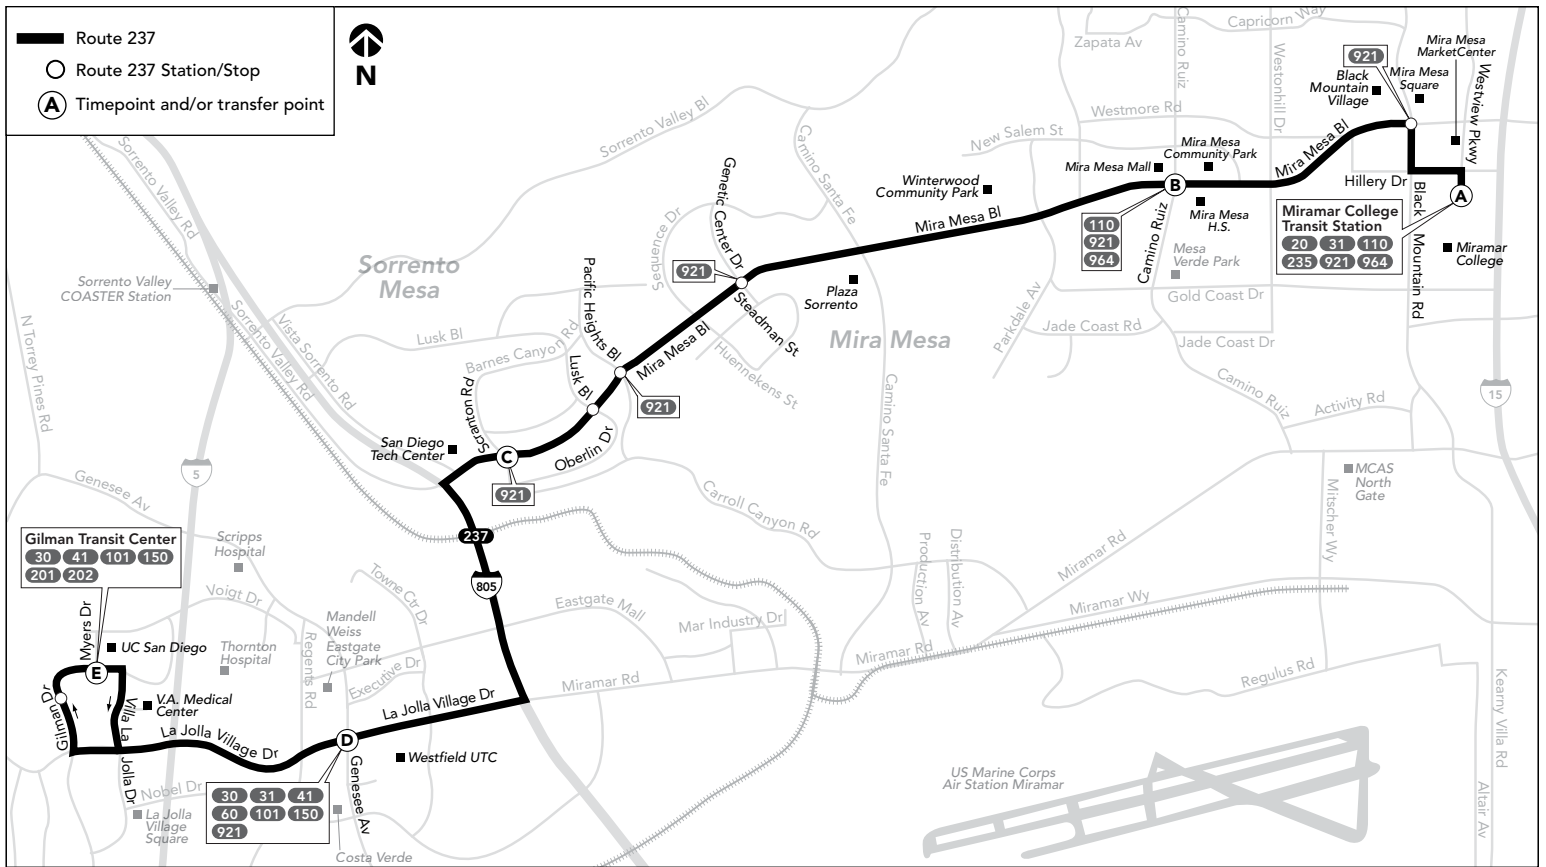 Route 237
Route 237 Station/Stop
A
Timepoint and/or transfer point
N
Sorrento Valley Rd
Sorrento Valley Bl
Zapata Av
Camino Ruiz
Capricorn Way
Westonhill Dr
Westmore Rd
New Salem St
921
Black
Mountain
Village
Mira Mesa
MarketCenter
Mira Mesa
Square
Westview Pkwy
Mira Mesa Bl
Mira Mesa
Community Park
Mira Mesa Mall
B
Mira Mesa
H.S.
Hillery Dr
A
Black Mountain Rd
Miramar College
Transit Station
20 31 110
235 921 964
Miramar
College
110
921
964
Camino Ruiz
Mesa
Verde Park
Gold Coast Dr
Winterwood
Community Park
Mira Mesa Bl
Camino Santa Fe
Genetic Center Dr
Sequence Dr
921
Plaza
Sorrento
Steadman St
Mira Mesa
Parkdale Av
Jade Coast Rd
Jade Coast Dr
Camino Ruiz
Activity Rd
15
Sorrento
Mesa
Sorrento Valley
COASTER Station
Sorrento Valley Rd
Vista Sorrento Rd
N Torrey Pines Rd
Lusk Bl
Barnes Canyon Rd
Pacific Heights Bl
Lusk Bl
Mira Mesa Bl
Huennekens St
921
Scranton Rd
San Diego
Tech Center
C
Oberlin Dr
921
Camino Santa Fe
Carroll Canyon Rd
MCAS
North
Gate
Mitscher Wy
5
Genesee Av
Gilman Transit Center
30 41 101 150
201 202
Scripps
Hospital
237
805
Voigt Dr
Towne Ctr Dr
Eastgate Mall
Mar Industry Dr
Production Av
Distribution Av
Miramar Rd
Miramar Wy
Miramar Rd
Miramar Rd
Regulus Rd
Kearny Villa Rd
Altair Av
Myers Dr
UC San Diego
E
Thornton
Hospital
Mandell
Weiss
Eastgate
City Park
Regents Rd
Executive Dr
V.A. Medical
Center
Gilman Dr
Villa La Jolla Dr
La Jolla Village Dr
La Jolla Village Dr
D
Westfield UTC
Genesee Av
Nobel Dr
La Jolla
Village
Square
30 31 41
60 101 150
921
Costa Verde
US Marine Corps
Air Station Miramar